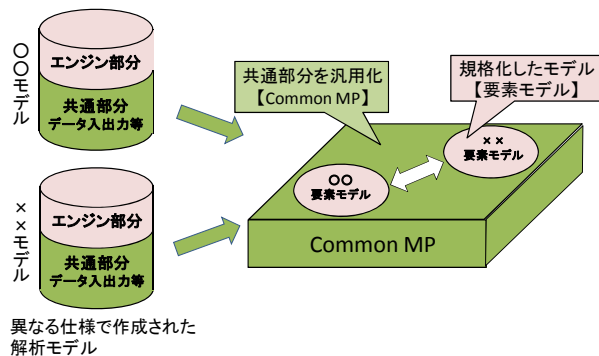 〇〇モデル
エンジン部分
共通部分
データ入出力等
××モデル
エンジン部分
共通部分
データ入出力等
異なる仕様で作成された
解析モデル
共通部分を汎用化
【Common MP】
規格化したモデル
【要素モデル】
××
要素モデル
〇〇
要素モデル
Common MP